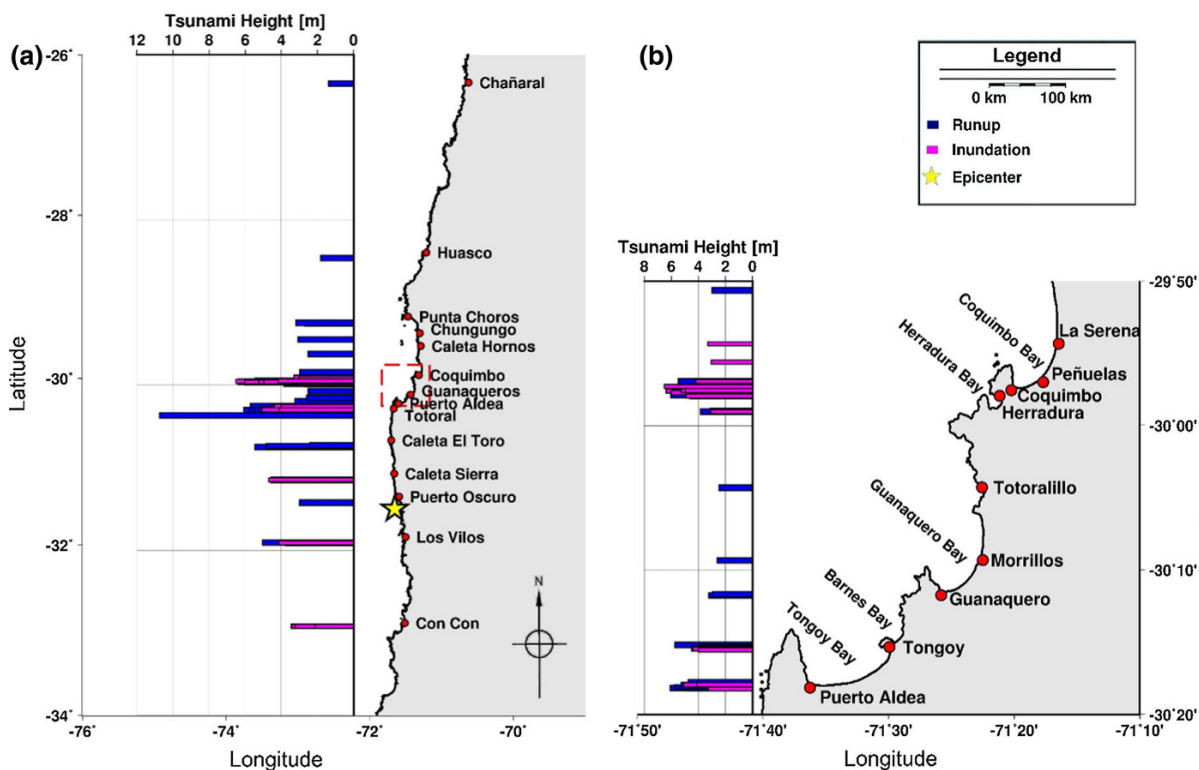 (a)
Tsunami Height [m]
12 10 8 6 4 2 0
-26˚
-28˚
-30˚
-32˚
-34˚
Latitude
Chañaral
Huasco
Punta Choros
Chungungo
Caleta Hornos
Coquimbo
Guanaqueros
Puerto Aldea
Totoral
Caleta El Toro
Caleta Sierra
Puerto Oscuro
Los Vilos
Con Con
N
-76˚ -74˚ -72˚ -70˚
Longitude
(b)
Legend
0 km 100 km
Runup
Inundation
Epicenter
Tsunami Height [m]
8 6 4 2 0
-29˚50'
-30˚00'
-30˚10'
-30˚20'
Coquimbo Bay
La Serena
Herradura Bay
Peñuelas
Coquimbo
Herradura
Totoralillo
Guanaquero Bay
Morrillos
Guanaquero
Barnes Bay
Tongoy
Tongoy Bay
Puerto Aldea
-71˚50' -71˚40' -71˚30' -71˚20' -71˚10'
Longitude